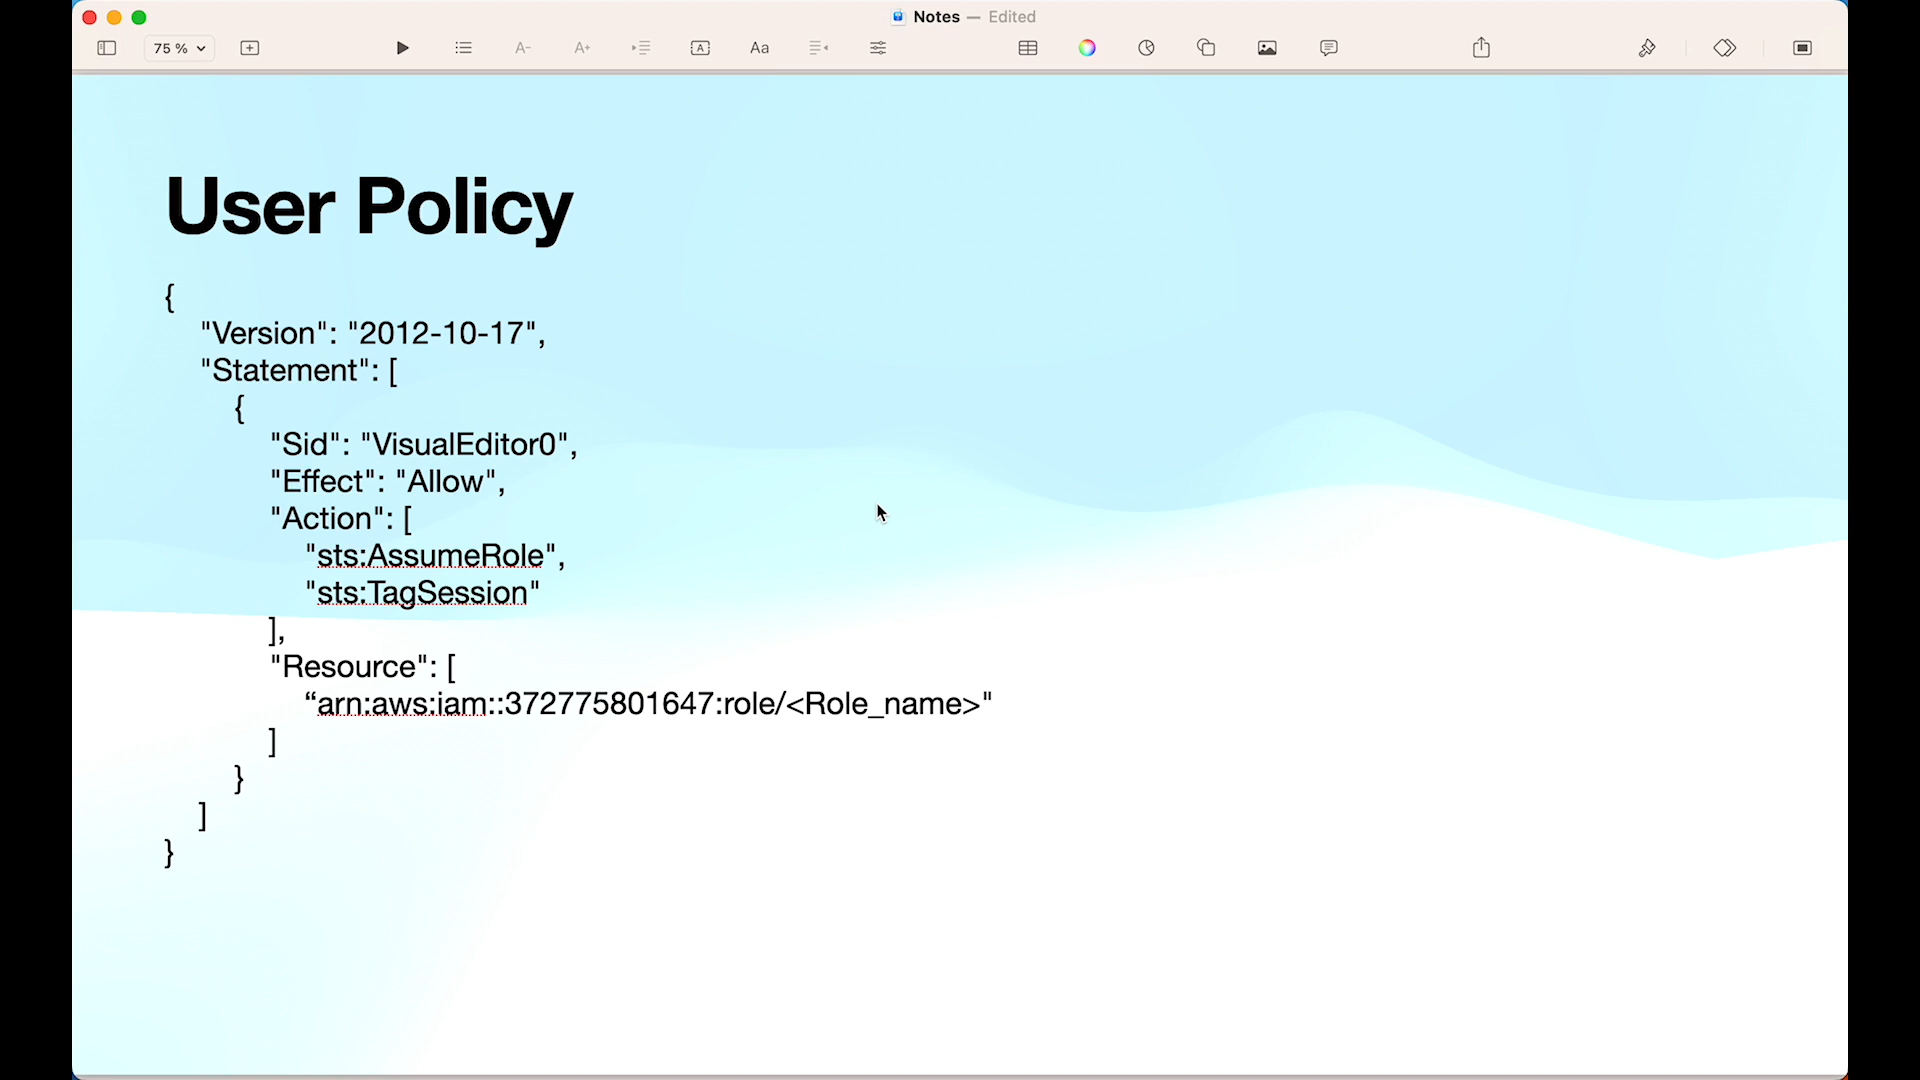 Notes — Edited
75 %
A-
A+
A
Aa
User Policy
{
"Version": "2012-10-17",
"Statement": [
{
"Sid": "VisualEditor0",
"Effect": "Allow",
"Action": [
"sts:AssumeRole",
"sts:TagSession"
],
"Resource": [
“arn:aws:iam::372775801647:role/<Role_name>"
]
}
]
}